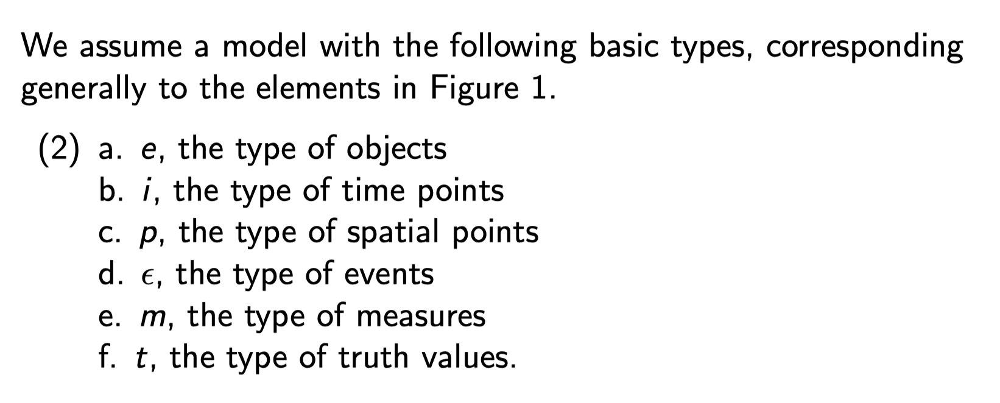 We assume a model with the following basic types, corresponding
generally to the elements in Figure 1.
(2) a. e, the type of objects
b. i, the type of time points
c. p, the type of spatial points
d. ϵ, the type of events
e. m, the type of measures
f. t, the type of truth values.